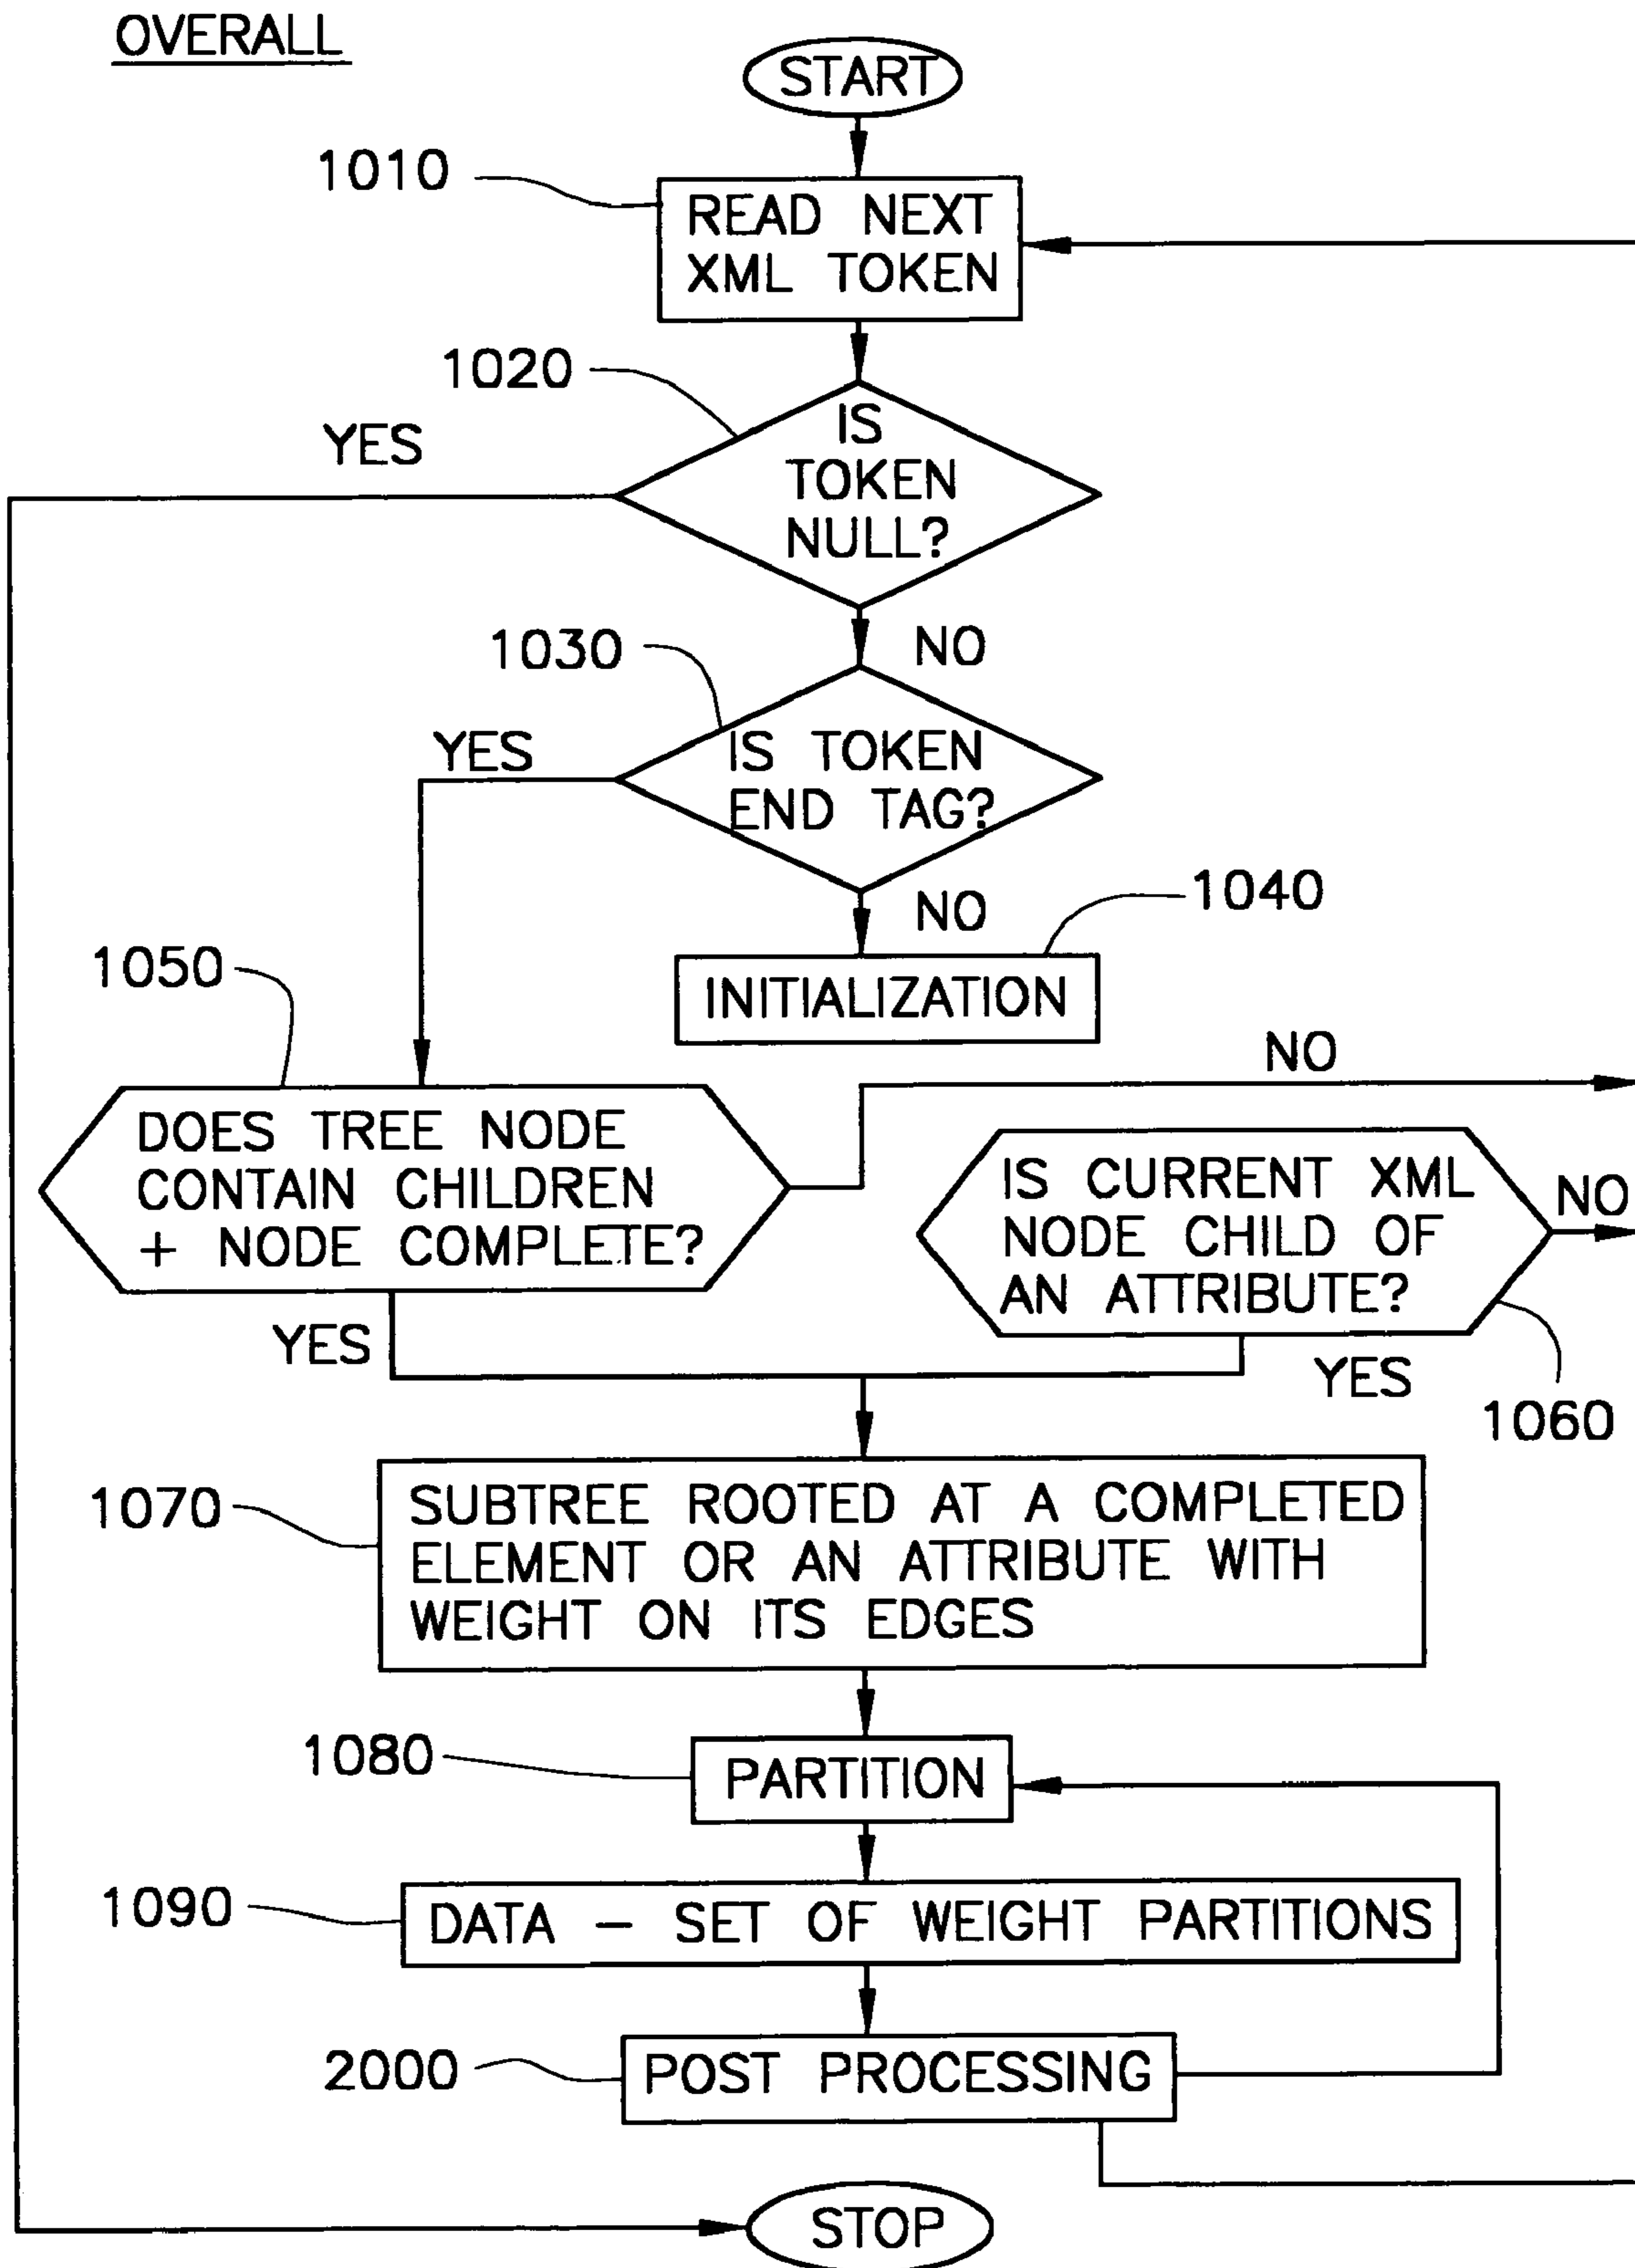 OVERALL
START
1010
READ NEXT
XML TOKEN
1020
YES
IS
TOKEN
NULL?
NO
1030
YES
IS TOKEN
END TAG?
NO
1040
INITIALIZATION
1050
NO
DOES TREE NODE
CONTAIN CHILDREN
+ NODE COMPLETE?
IS CURRENT XML
NODE CHILD OF
AN ATTRIBUTE?
NO
YES
YES
1060
1070
SUBTREE ROOTED AT A COMPLETED
ELEMENT OR AN ATTRIBUTE WITH
WEIGHT ON ITS EDGES
1080
PARTITION
1090
DATA – SET OF WEIGHT PARTITIONS
2000
POST PROCESSING
STOP